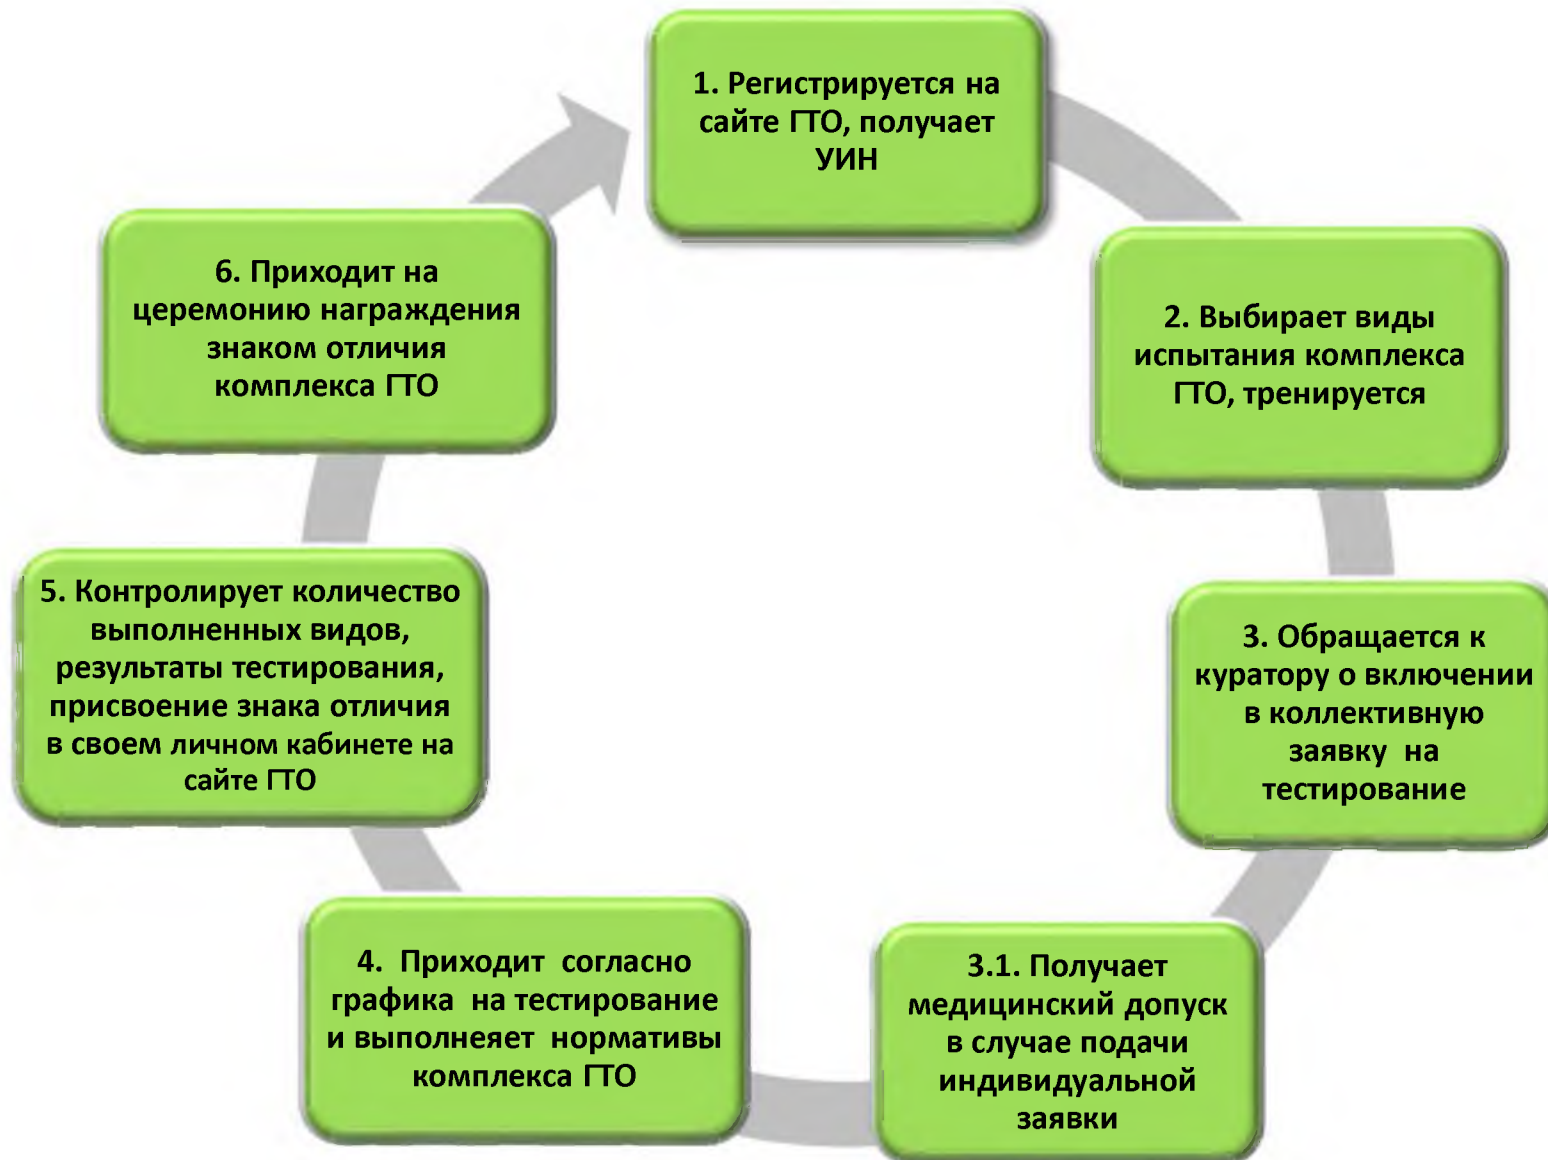 1. Регистрируется на
сайте ГТО, получает
УИН
2. Выбирает виды
испытания комплекса
ГТО, тренируется
3. Обращается к
куратору о включении
в коллективную
заявку на
тестирование
3.1. Получает
медицинский допуск
в случае подачи
индивидуальной
заявки
4. Приходит согласно
графика на тестирование
и выполнеяет нормативы
комплекса ГТО
5. Контролирует количество
выполненных видов,
результаты тестирования,
присвоение знака отличия
в своем личном кабинете на
сайте ГТО
6. Приходит на
церемонию награждения
знаком отличия
комплекса ГТО